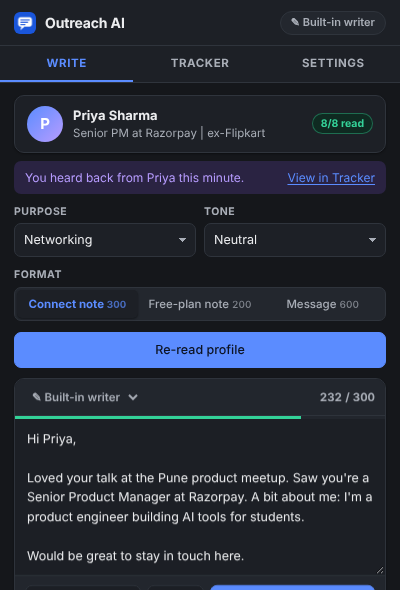 Outreach AI
✎ Built-in writer
WRITE
TRACKER
SETTINGS
P
Priya Sharma
Senior PM at Razorpay | ex-Flipkart
8/8 read
You heard back from Priya this minute.
View in Tracker
PURPOSE
TONE
Networking
Neutral
FORMAT
Connect note 300
Free-plan note 200
Message 600
Re-read profile
✎ Built-in writer
232 / 300
Hi Priya,
Loved your talk at the Pune product meetup. Saw you're a
Senior Product Manager at Razorpay. A bit about me: I'm a
product engineer building AI tools for students.
Would be great to stay in touch here.